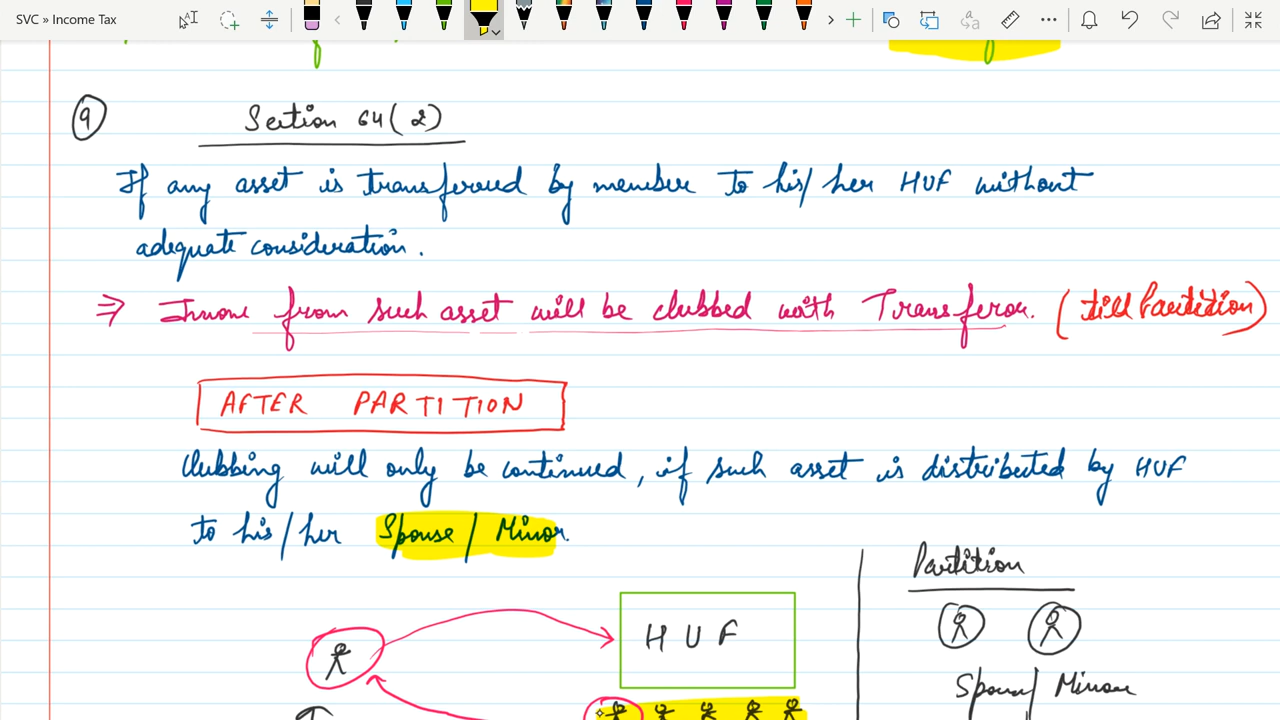 SVC » Income Tax
9 Section 64(2)
If any asset is transferred by member to his/her HUF without
adequate consideration.
⇒ Income from such asset will be clubbed with Transferor. (till Partition)
AFTER PARTITION
Clubbing will only be continued, if such asset is distributed by HUF
to his/her Spouse/Minor.
Partition
HUF
Spouse/Minor